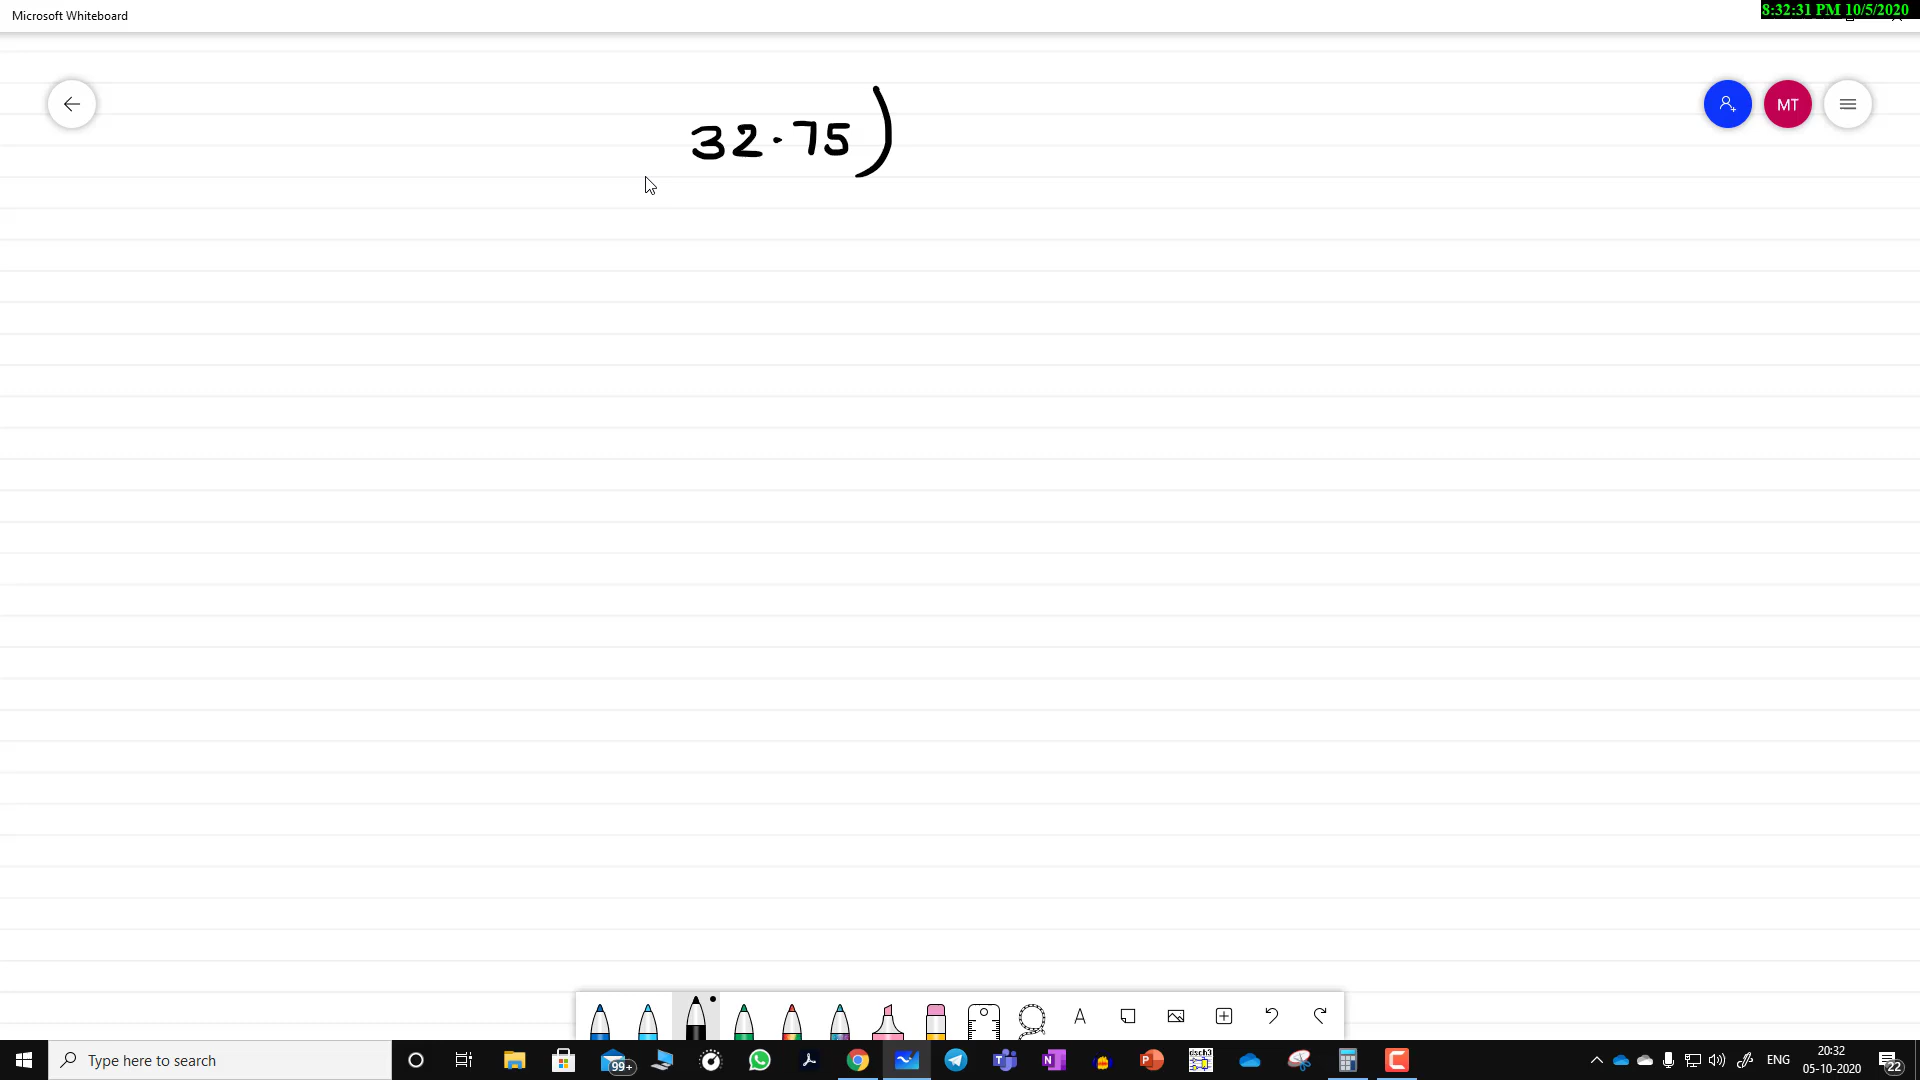 Microsoft Whiteboard
8:32:31 PM 10/5/2020
MT
32.75)
A
Type here to search
99+
ENG
20:32
05-10-2020
22